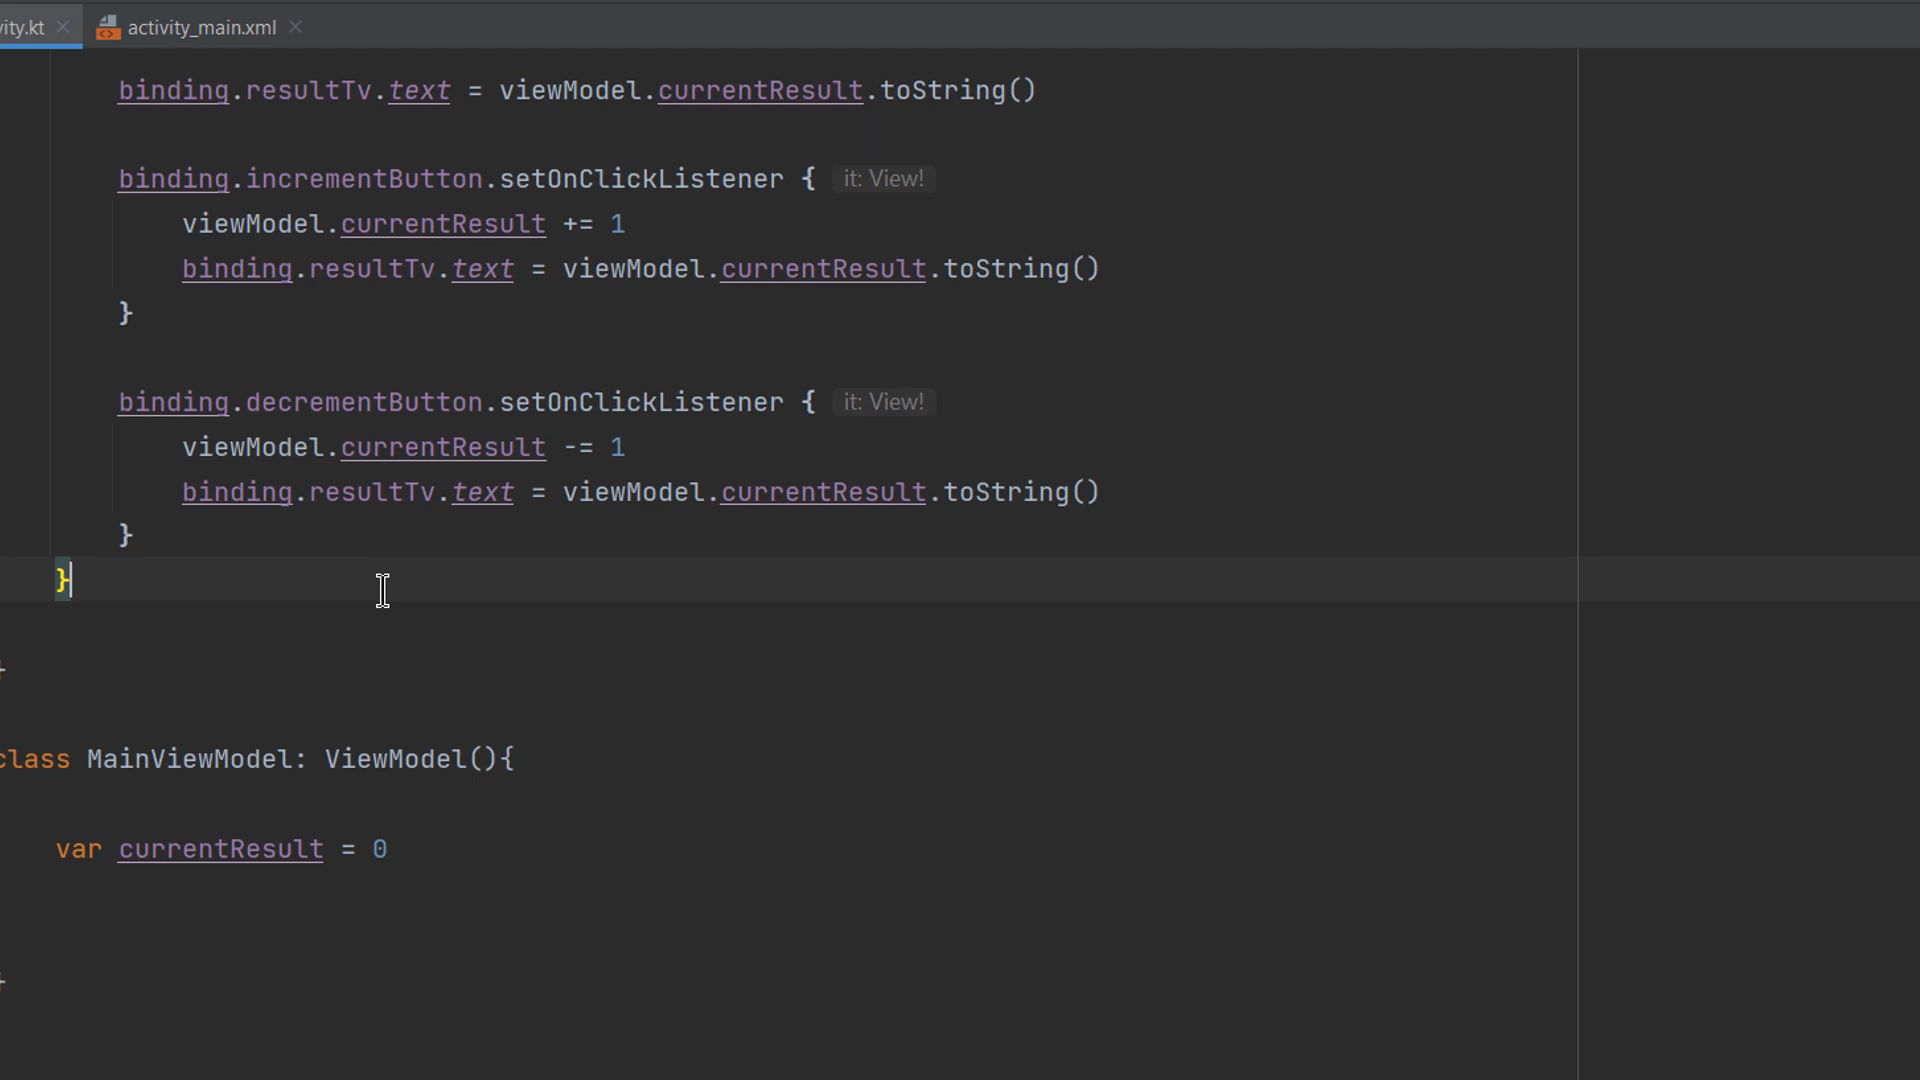 ity.kt activity_main.xml
binding.resultTv.text = viewModel.currentResult.toString()
binding.incrementButton.setOnClickListener { it: View!
viewModel.currentResult += 1
binding.resultTv.text = viewModel.currentResult.toString()
}
binding.decrementButton.setOnClickListener { it: View!
viewModel.currentResult -= 1
binding.resultTv.text = viewModel.currentResult.toString()
}
}
}
class MainViewModel: ViewModel(){
var currentResult = 0
}